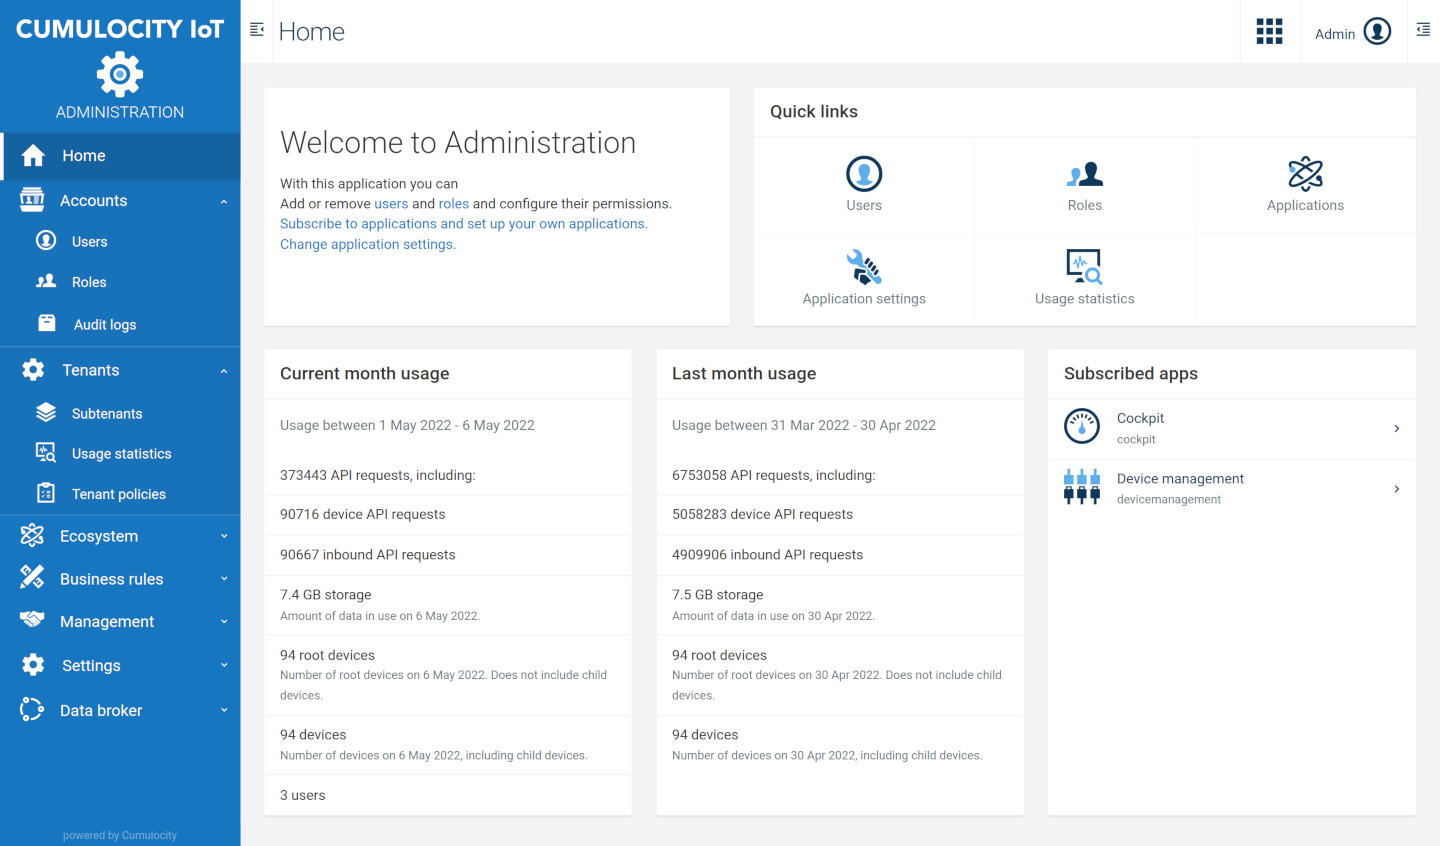 CUMULOCITY IoT
ADMINISTRATION
Home
Accounts
Users
Roles
Audit logs
Tenants
Subtenants
Usage statistics
Tenant policies
Ecosystem
Business rules
Management
Settings
Data broker
powered by Cumulocity
Home
Admin
Welcome to Administration
With this application you can
Add or remove users and roles and configure their permissions.
Subscribe to applications and set up your own applications.
Change application settings.
Quick links
Users
Roles
Applications
Application settings
Usage statistics
Current month usage
Usage between 1 May 2022 - 6 May 2022
373443 API requests, including:
90716 device API requests
90667 inbound API requests
7.4 GB storage
Amount of data in use on 6 May 2022.
94 root devices
Number of root devices on 6 May 2022. Does not include child
devices.
94 devices
Number of devices on 6 May 2022, including child devices.
3 users
Last month usage
Usage between 31 Mar 2022 - 30 Apr 2022
6753058 API requests, including:
5058283 device API requests
4909906 inbound API requests
7.5 GB storage
Amount of data in use on 30 Apr 2022.
94 root devices
Number of root devices on 30 Apr 2022. Does not include child
devices.
94 devices
Number of devices on 30 Apr 2022, including child devices.
Subscribed apps
Cockpit
cockpit
Device management
devicemanagement